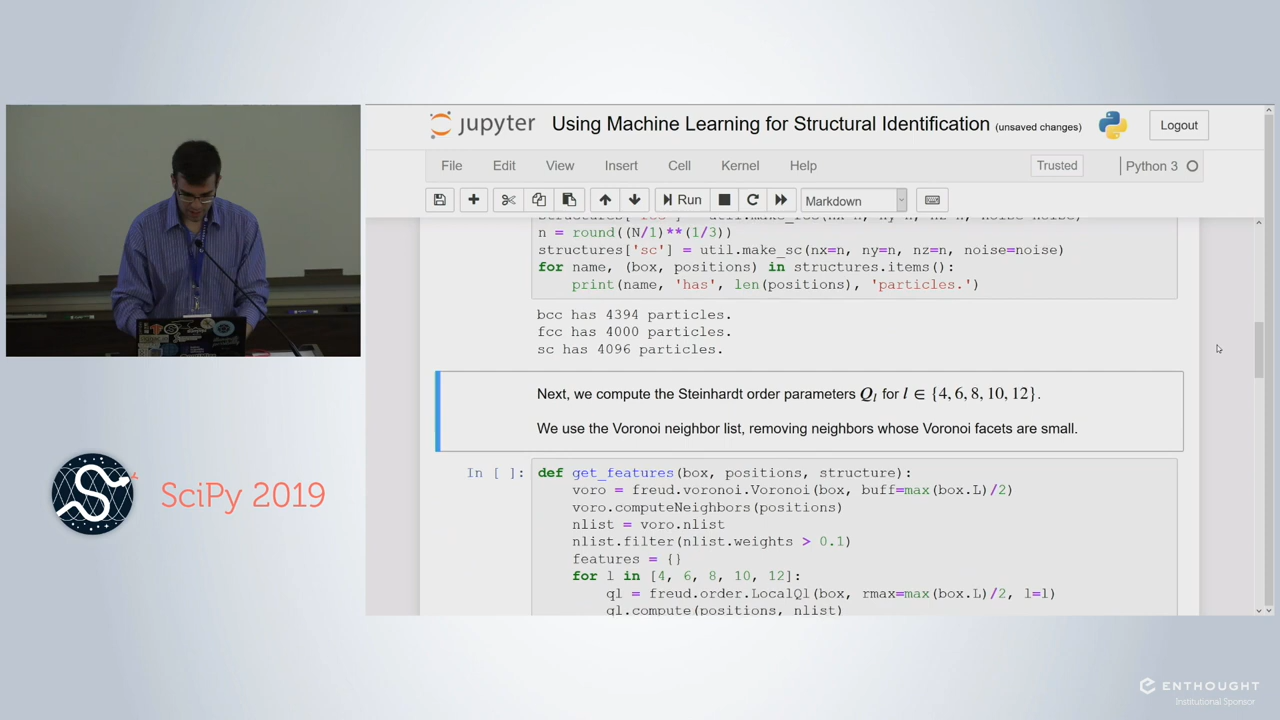 jupyter Using Machine Learning for Structural Identification (unsaved changes) Logout
File Edit View Insert Cell Kernel Help Trusted Python 3
Run Markdown
n = round((N/1)**(1/3))
structures['sc'] = util.make_sc(nx=n, ny=n, nz=n, noise=noise)
for name, (box, positions) in structures.items():
print(name, 'has', len(positions), 'particles.')
bcc has 4394 particles.
fcc has 4000 particles.
sc has 4096 particles.
Next, we compute the Steinhardt order parameters Qₗ for l ∈ {4, 6, 8, 10, 12}.
We use the Voronoi neighbor list, removing neighbors whose Voronoi facets are small.
In [ ]: def get_features(box, positions, structure):
voro = freud.voronoi.Voronoi(box, buff=max(box.L)/2)
voro.computeNeighbors(positions)
nlist = voro.nlist
nlist.filter(nlist.weights > 0.1)
features = {}
for l in [4, 6, 8, 10, 12]:
ql = freud.order.LocalQl(box, rmax=max(box.L)/2, l=l)
ql.compute(positions, nlist)
SciPy 2019
ENTHOUGHT
Institutional Sponsor